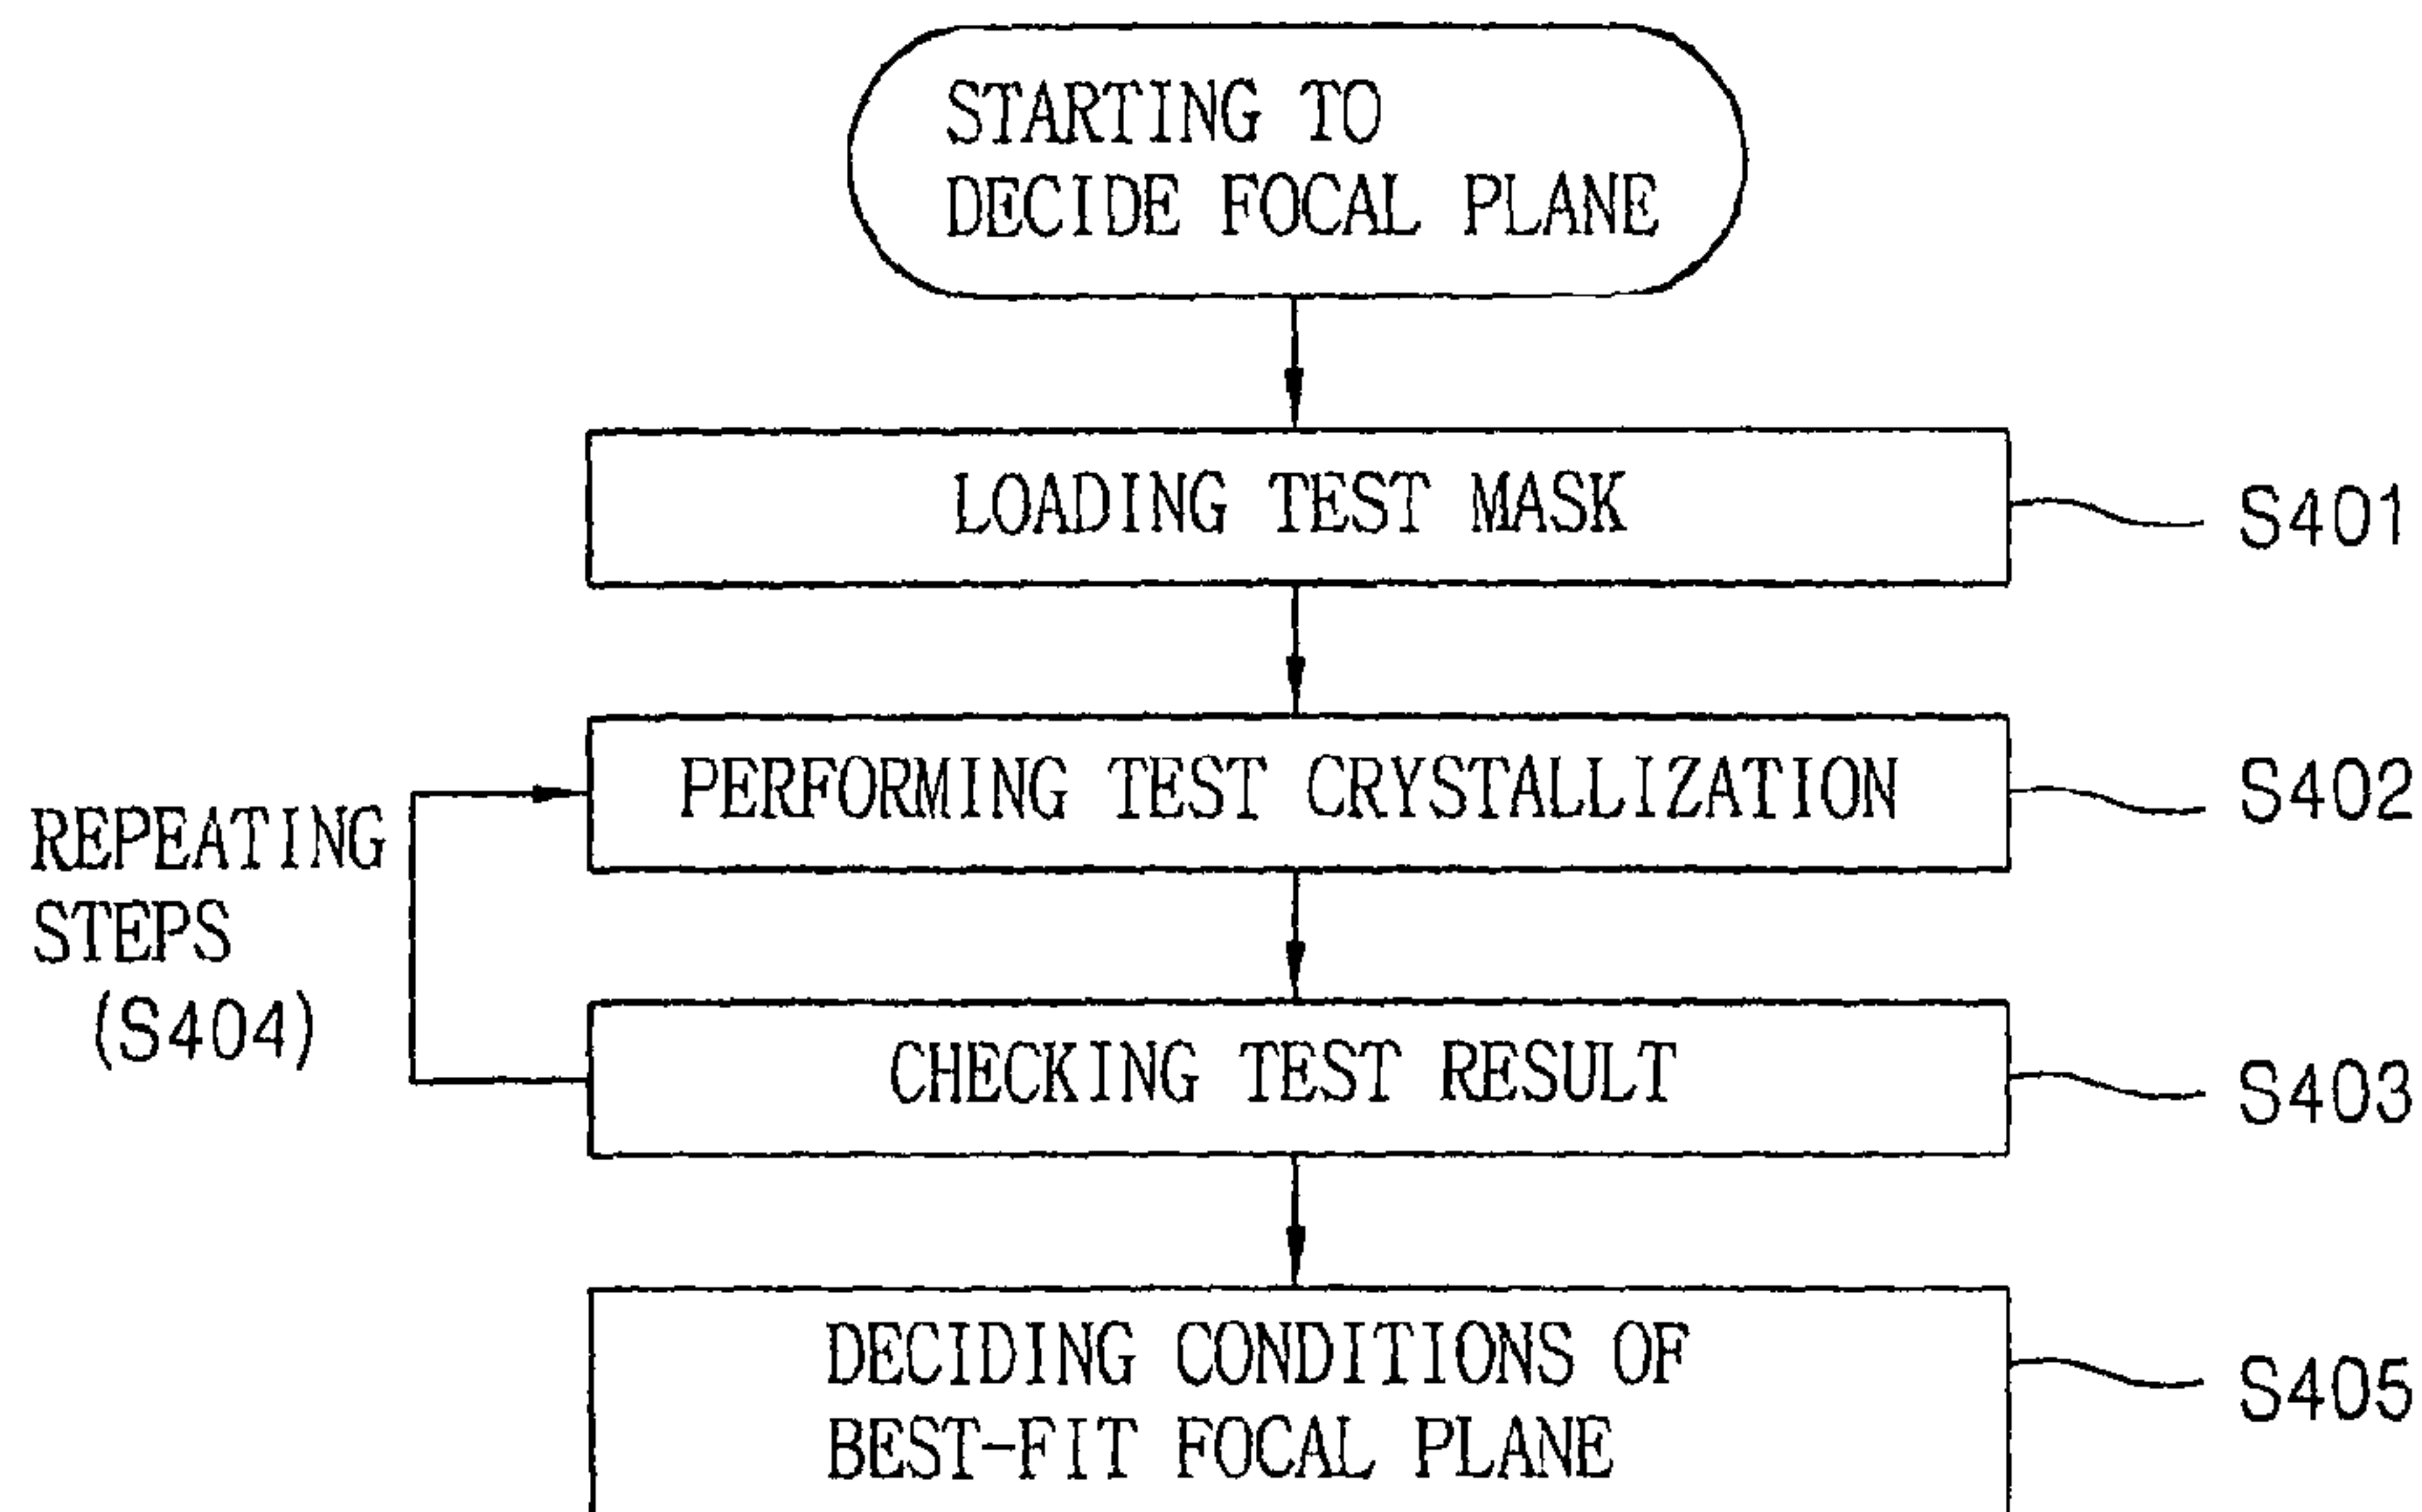 STARTING TO
DECIDE FOCAL PLANE
LOADING TEST MASK
S401
PERFORMING TEST CRYSTALLIZATION
S402
REPEATING
STEPS
(S404)
CHECKING TEST RESULT
S403
DECIDING CONDITIONS OF
BEST-FIT FOCAL PLANE
S405